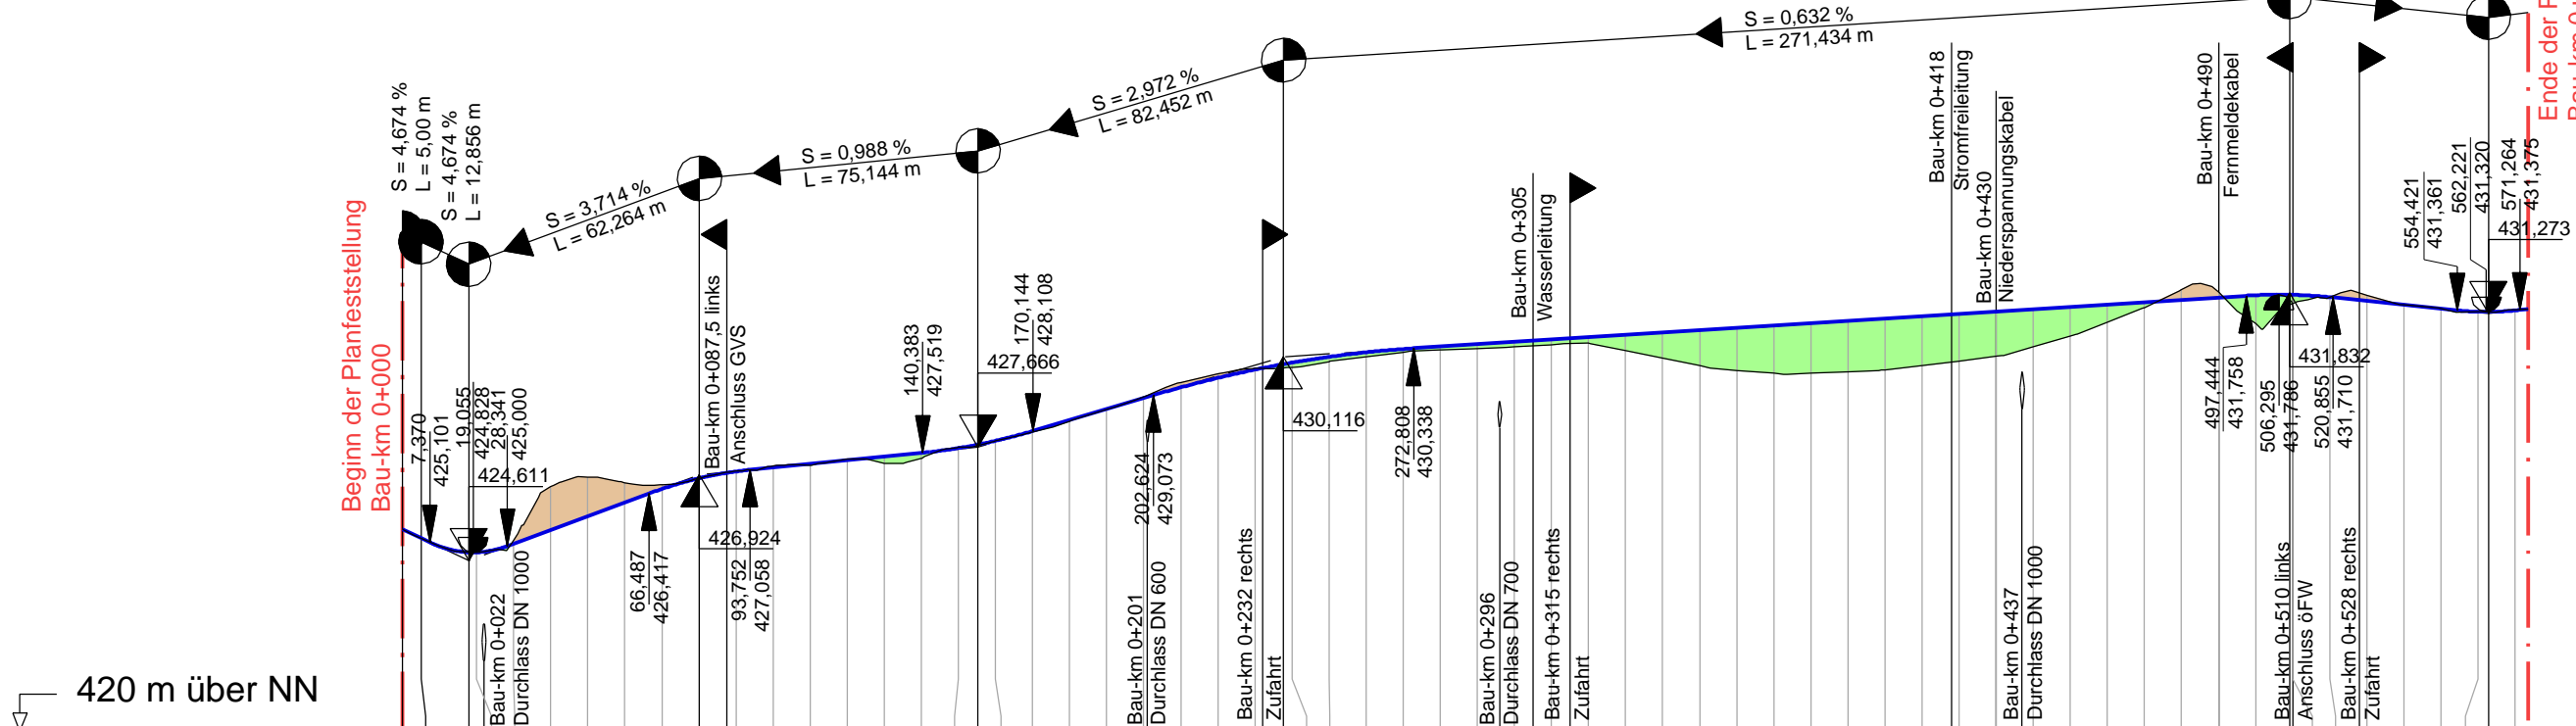 S = 4,674 %
L = 5,00 m
S = 4,674 %
L = 12,856 m
S = 3,714 %
L = 62,264 m
S = 0,988 %
L = 75,144 m
S = 2,972 %
L = 82,452 m
S = 0,632 %
L = 271,434 m
Beginn der Planfeststellung
Bau-km 0+000
7,370
425,101
19,055
424,828
28,341
425,000
424,611
66,487
426,417
Bau-km 0+087,5 links
Anschluss GVS
426,924
93,752
427,058
140,383
427,519
427,666
170,144
428,108
202,624
429,073
430,116
272,808
430,338
Bau-km 0+305
Wasserleitung
Bau-km 0+418
Stromfreileitung
Bau-km 0+430
Niederspannungskabel
Bau-km 0+490
Fernmeldekabel
497,444
431,758
506,295
431,786
431,832
520,855
431,710
554,421
431,361
562,221
431,320
571,264
431,375
431,273
Ende der
420 m über NN
Bau-km 0+022
Durchlass DN 1000
Bau-km 0+201
Durchlass DN 600
Bau-km 0+232 rechts
Zufahrt
Bau-km 0+296
Durchlass DN 700
Bau-km 0+315 rechts
Zufahrt
Bau-km 0+437
Durchlass DN 1000
Bau-km 0+510 links
Anschluss öFW
Bau-km 0+528 rechts
Zufahrt